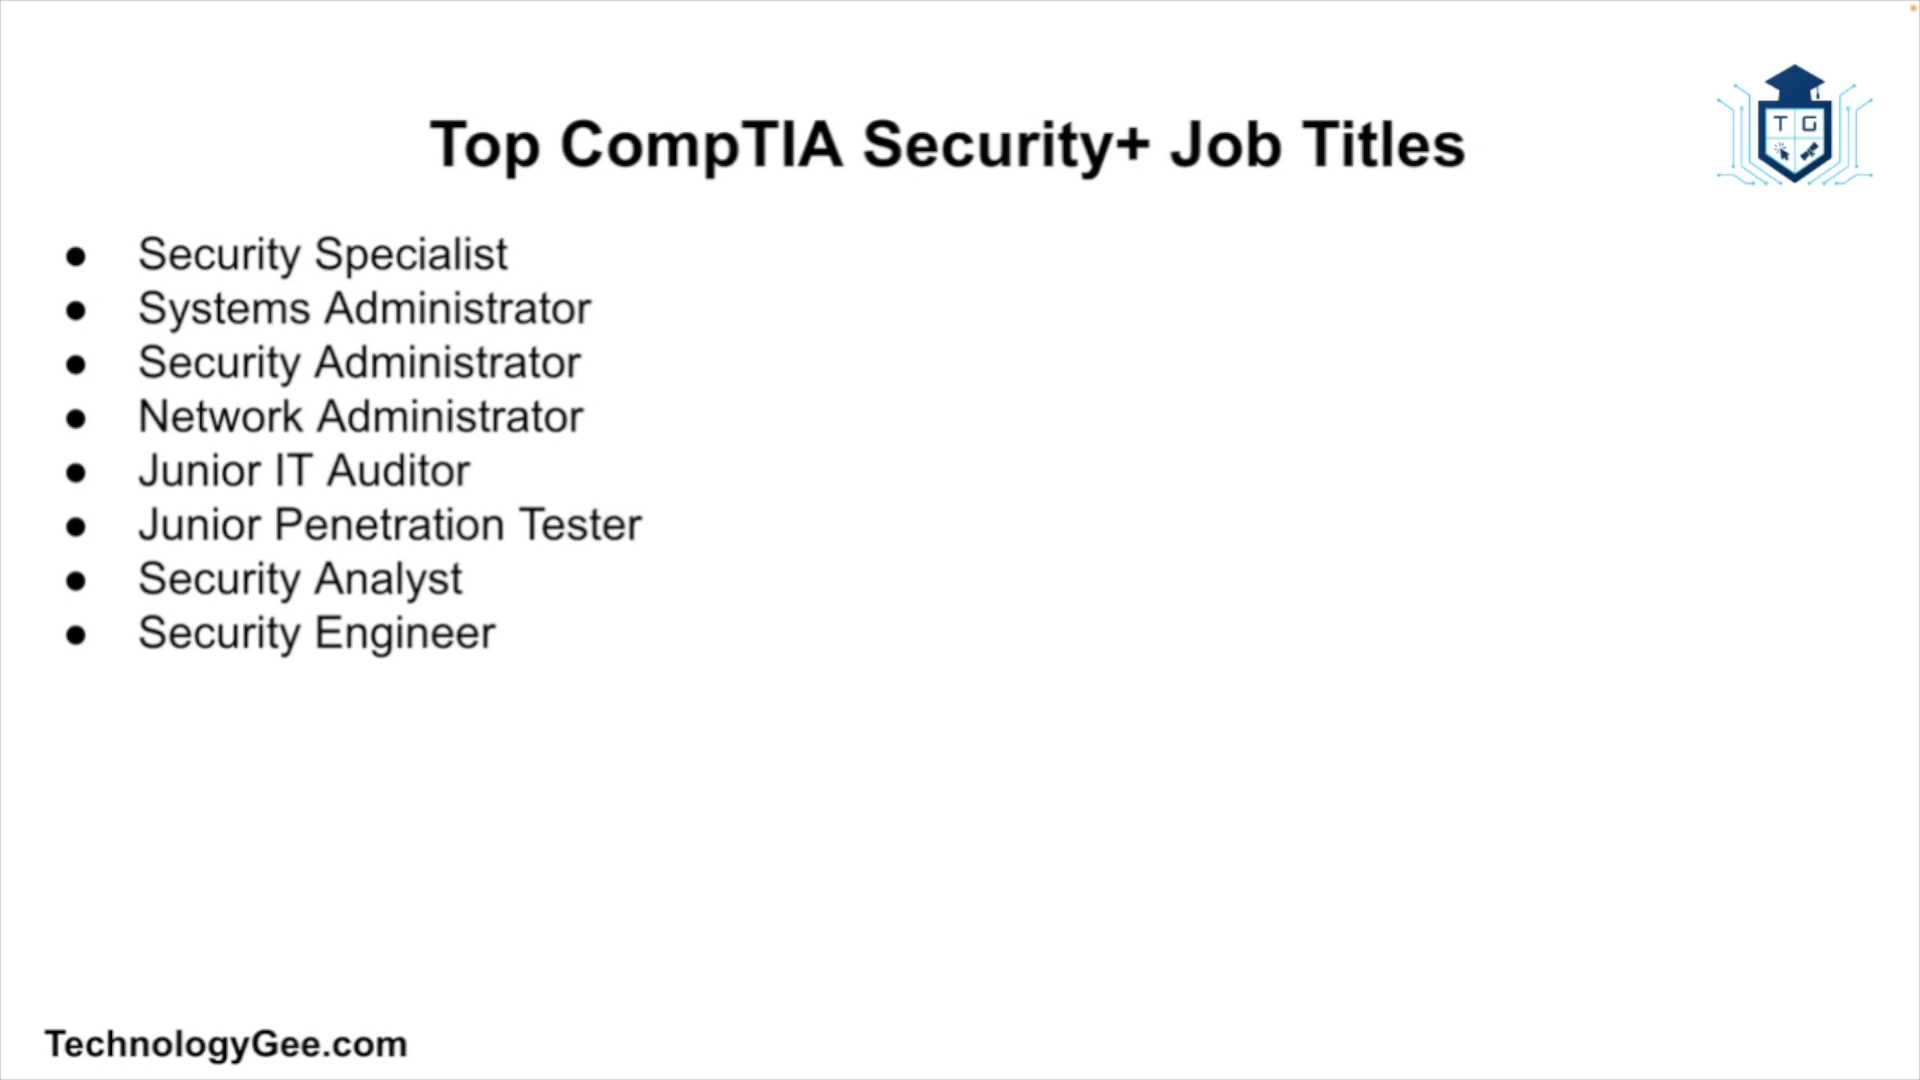 Top CompTIA Security+ Job Titles
T G
● Security Specialist
● Systems Administrator
● Security Administrator
● Network Administrator
● Junior IT Auditor
● Junior Penetration Tester
● Security Analyst
● Security Engineer
TechnologyGee.com